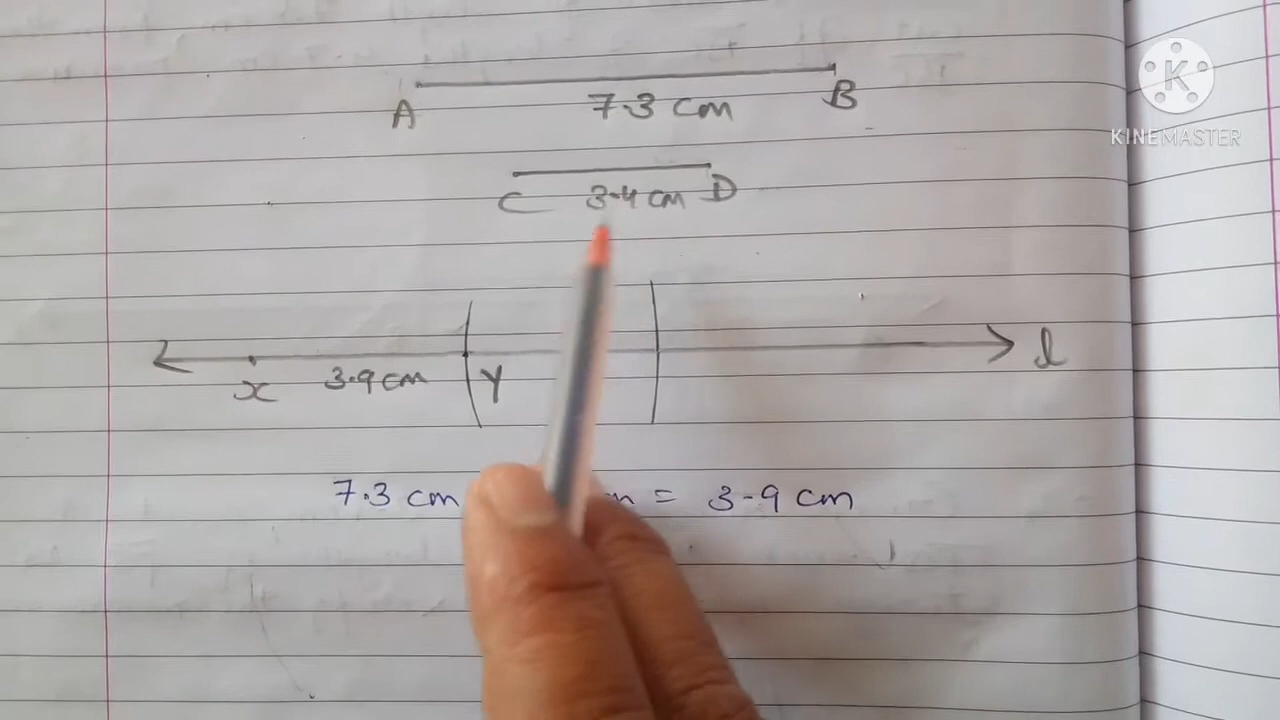 A 7.3 cm B
K
KINEMASTER
C 3.4 cm D
x 3.9 cm Y l
7.3 cm = 3.9 cm